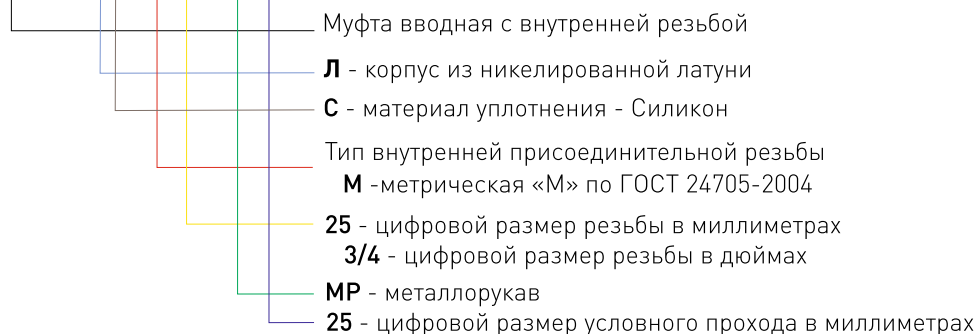 Муфта вводная с внутренней резьбой
Л - корпус из никелированной латуни
С - материал уплотнения - Силикон
Тип внутренней присоединительной резьбы
М -метрическая «М» по ГОСТ 24705-2004
25 - цифровой размер резьбы в миллиметрах
3/4 - цифровой размер резьбы в дюймах
МР - металлорукав
25 - цифровой размер условного прохода в миллиметрах